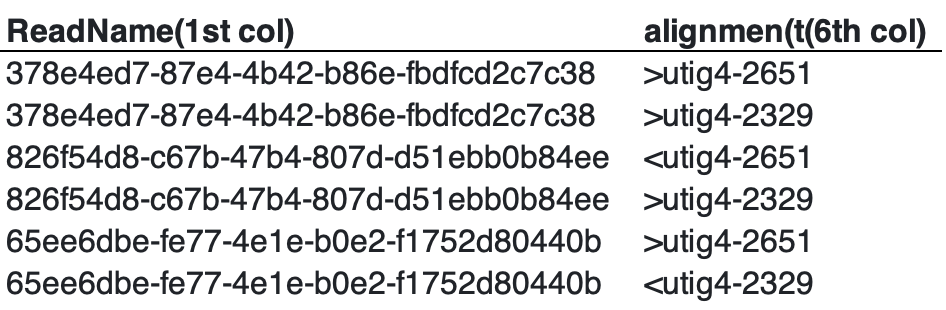 ReadName(1st col) alignmen(t(6th col)
378e4ed7-87e4-4b42-b86e-fbdfcd2c7c38 >utig4-2651
378e4ed7-87e4-4b42-b86e-fbdfcd2c7c38 >utig4-2329
826f54d8-c67b-47b4-807d-d51ebb0b84ee <utig4-2651
826f54d8-c67b-47b4-807d-d51ebb0b84ee >utig4-2329
65ee6dbe-fe77-4e1e-b0e2-f1752d80440b >utig4-2651
65ee6dbe-fe77-4e1e-b0e2-f1752d80440b <utig4-2329